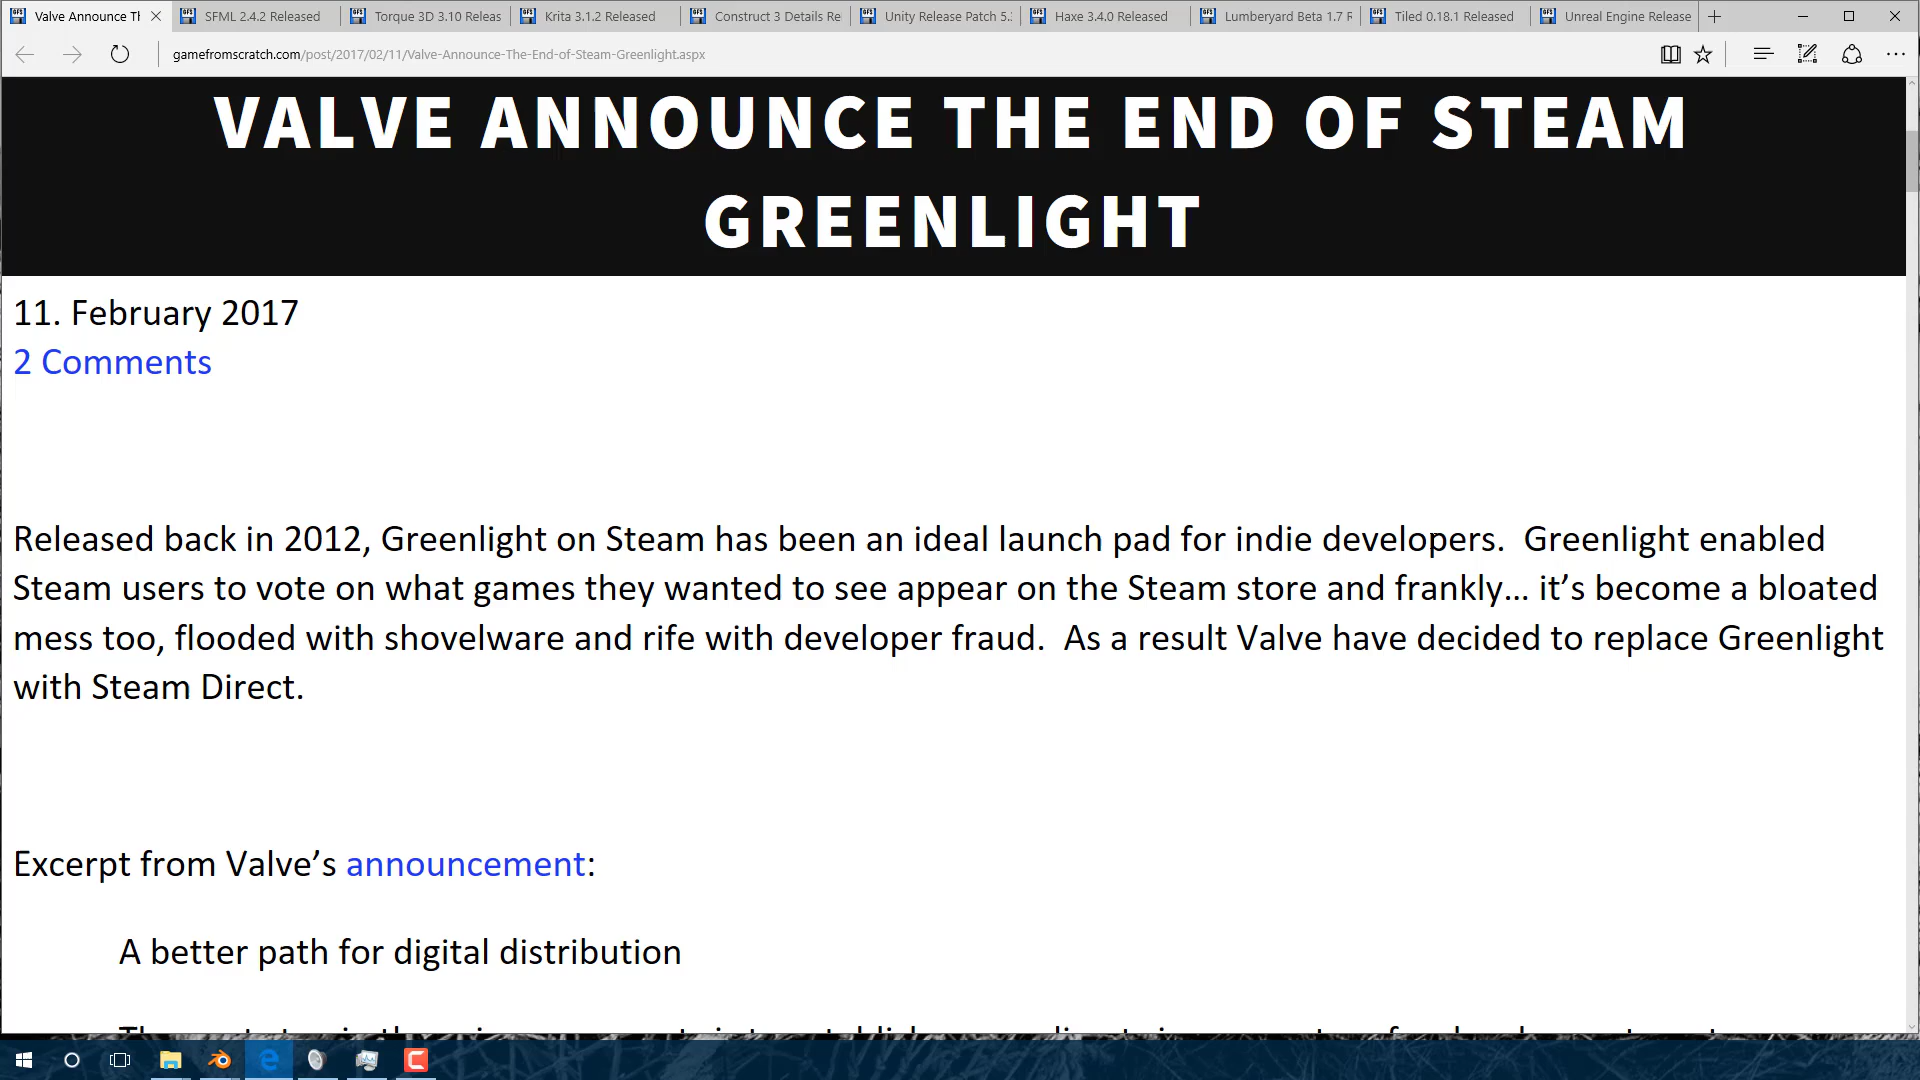 Valve Announce Th
SFML 2.4.2 Released
Torque 3D 3.10 Releas
Krita 3.1.2 Released
Construct 3 Details Re
Unity Release Patch 5.
Haxe 3.4.0 Released
Lumberyard Beta 1.7 R
Tiled 0.18.1 Released
Unreal Engine Release
gamefromscratch.com/post/2017/02/11/Valve-Announce-The-End-of-Steam-Greenlight.aspx
VALVE ANNOUNCE THE END OF STEAM
GREENLIGHT
11. February 2017
2 Comments
Released back in 2012, Greenlight on Steam has been an ideal launch pad for indie developers.  Greenlight enabled
Steam users to vote on what games they wanted to see appear on the Steam store and frankly... it’s become a bloated
mess too, flooded with shovelware and rife with developer fraud.  As a result Valve have decided to replace Greenlight
with Steam Direct.
Excerpt from Valve’s announcement:
A better path for digital distribution